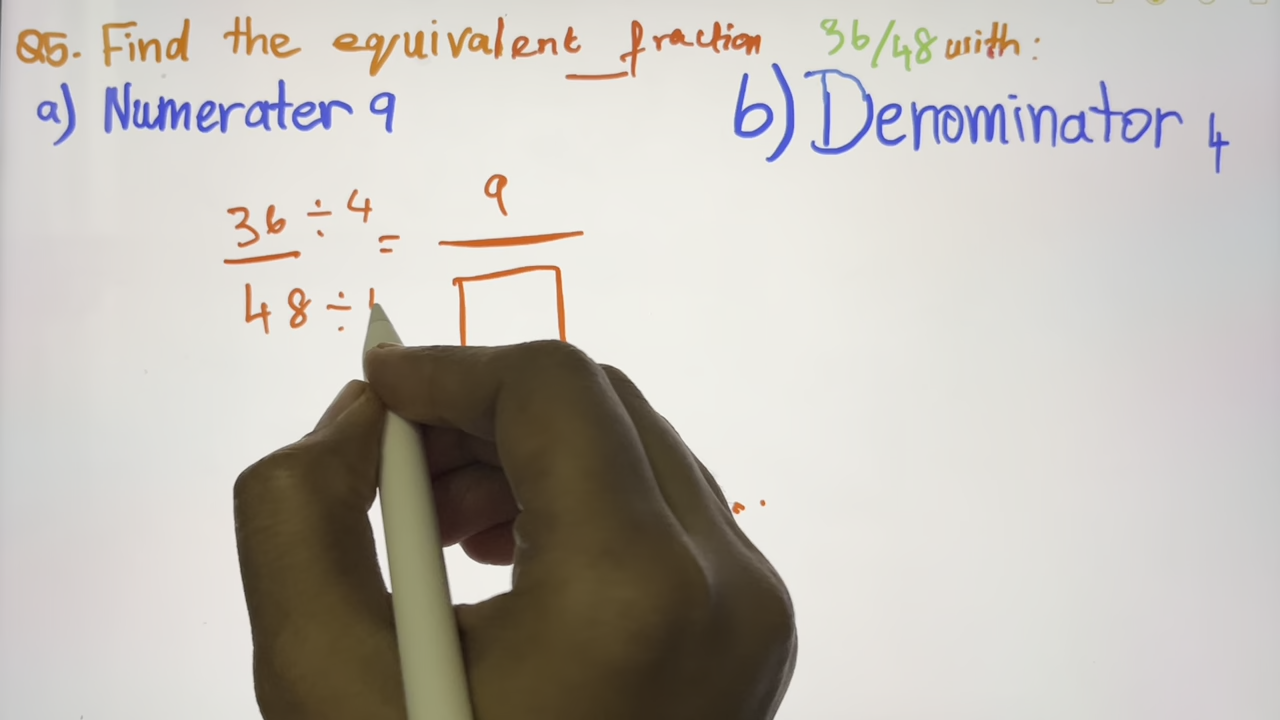 Q5. Find the equivalent fraction 36/48 with:
a) Numerater 9
b) Denominator 4
36 ÷ 4 = 9
48 ÷